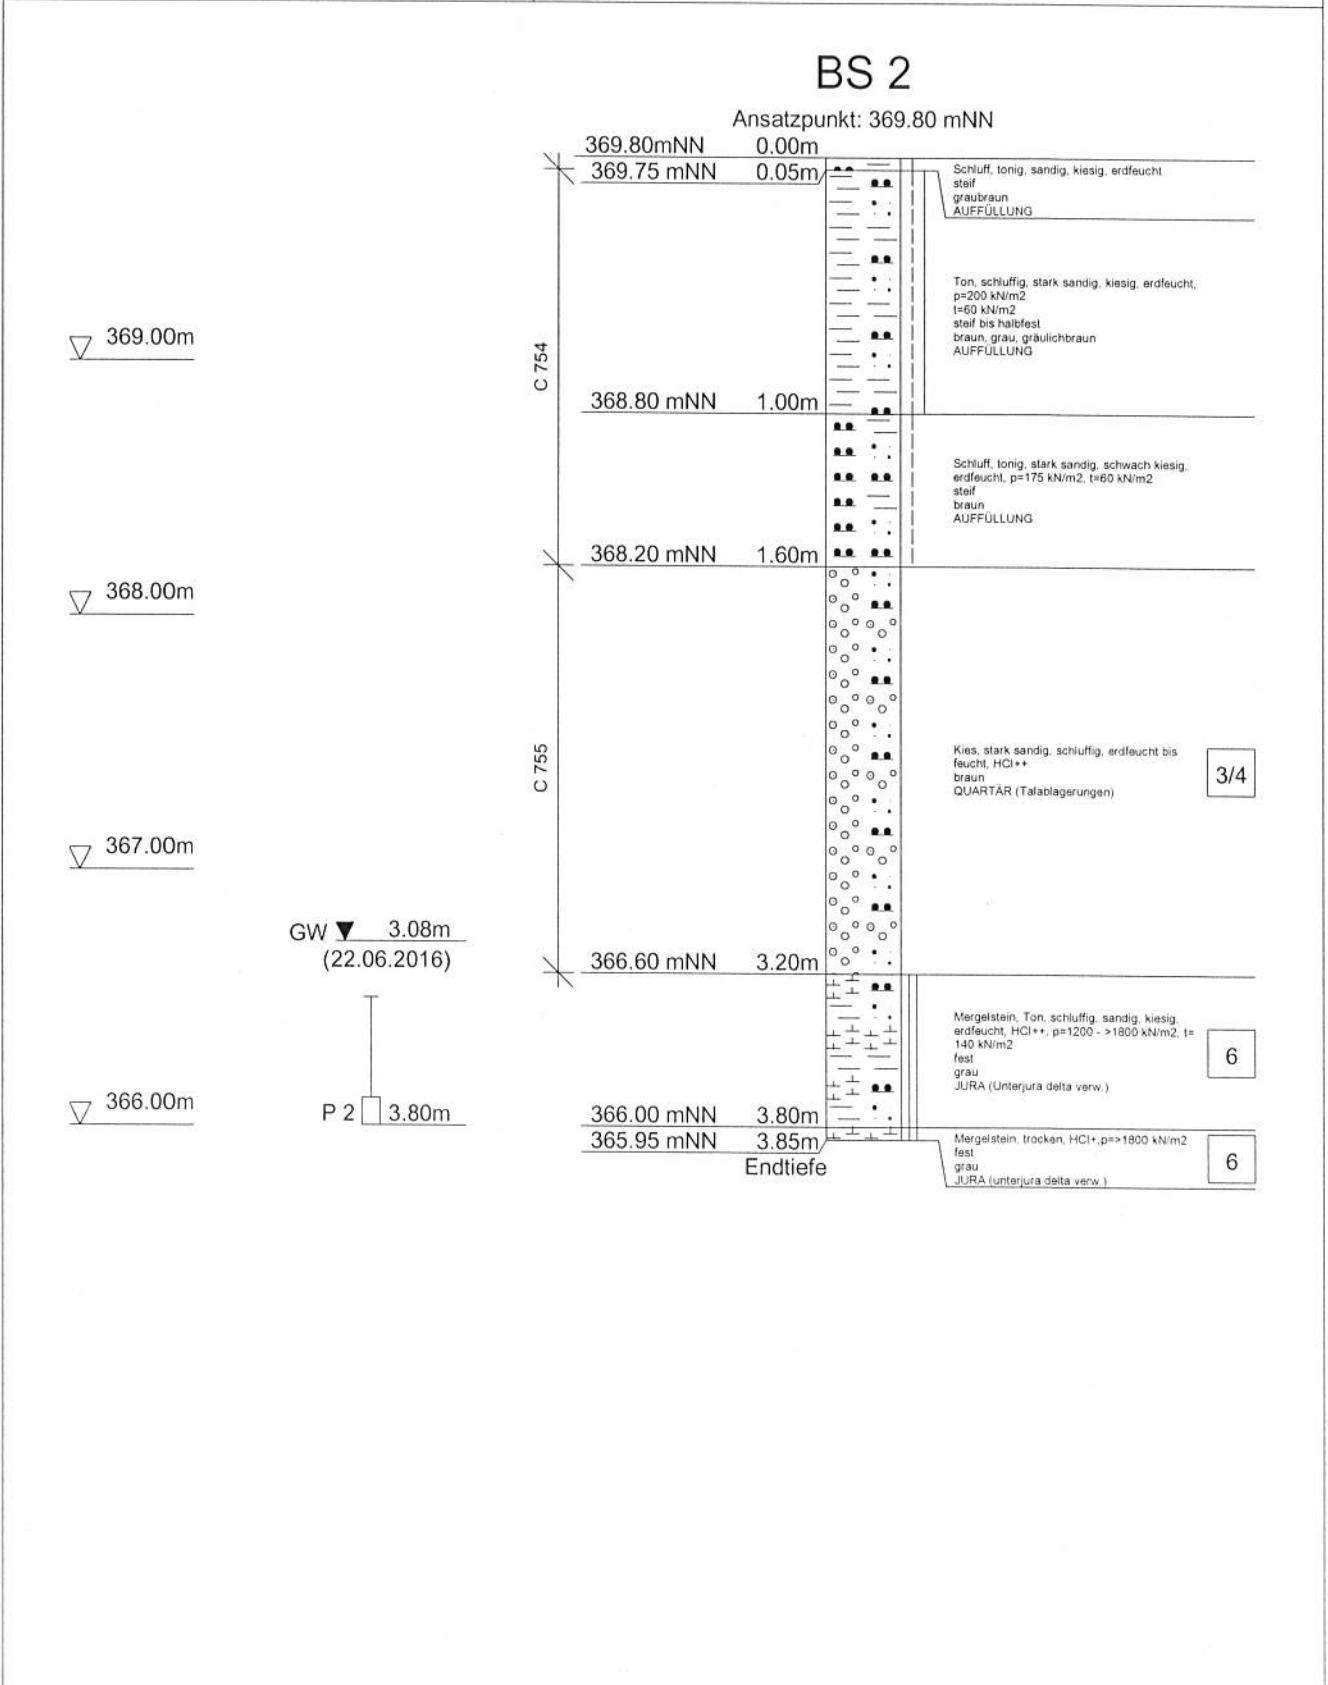 BS 2
Ansatzpunkt: 369.80 mNN
369.80mNN 0.00m
369.75 mNN 0.05m
Schluff, tonig, sandig, kiesig, erdfeucht
steif
graubraun
AUFFÜLLUNG
Ton, schluffig, stark sandig, kiesig, erdfeucht,
p=200 kN/m2
t=60 kN/m2
steif bis halbfest
braun, grau, gräulichbraun
AUFFÜLLUNG
369.00m
C 754
368.80 mNN 1.00m
Schluff, tonig, stark sandig, schwach kiesig,
erdfeucht, p=175 kN/m2, t=60 kN/m2
steif
braun
AUFFÜLLUNG
368.20 mNN 1.60m
368.00m
C 755
Kies, stark sandig, schluffig, erdfeucht bis
feucht, HCl++
braun
QUARTÄR (Talablagerungen)
3/4
367.00m
GW 3.08m
(22.06.2016)
366.60 mNN 3.20m
Mergelstein, Ton, schluffig, sandig, kiesig,
erdfeucht, HCl++, p=1200 - >1800 kN/m2, t=
140 kN/m2
fest
grau
JURA (Unterjura delta verw.)
6
366.00m
P 2 3.80m
366.00 mNN 3.80m
365.95 mNN 3.85m
Endtiefe
Mergelstein, trocken, HCl+,p=>1800 kN/m2
fest
grau
JURA (unterjura delta verw.)
6